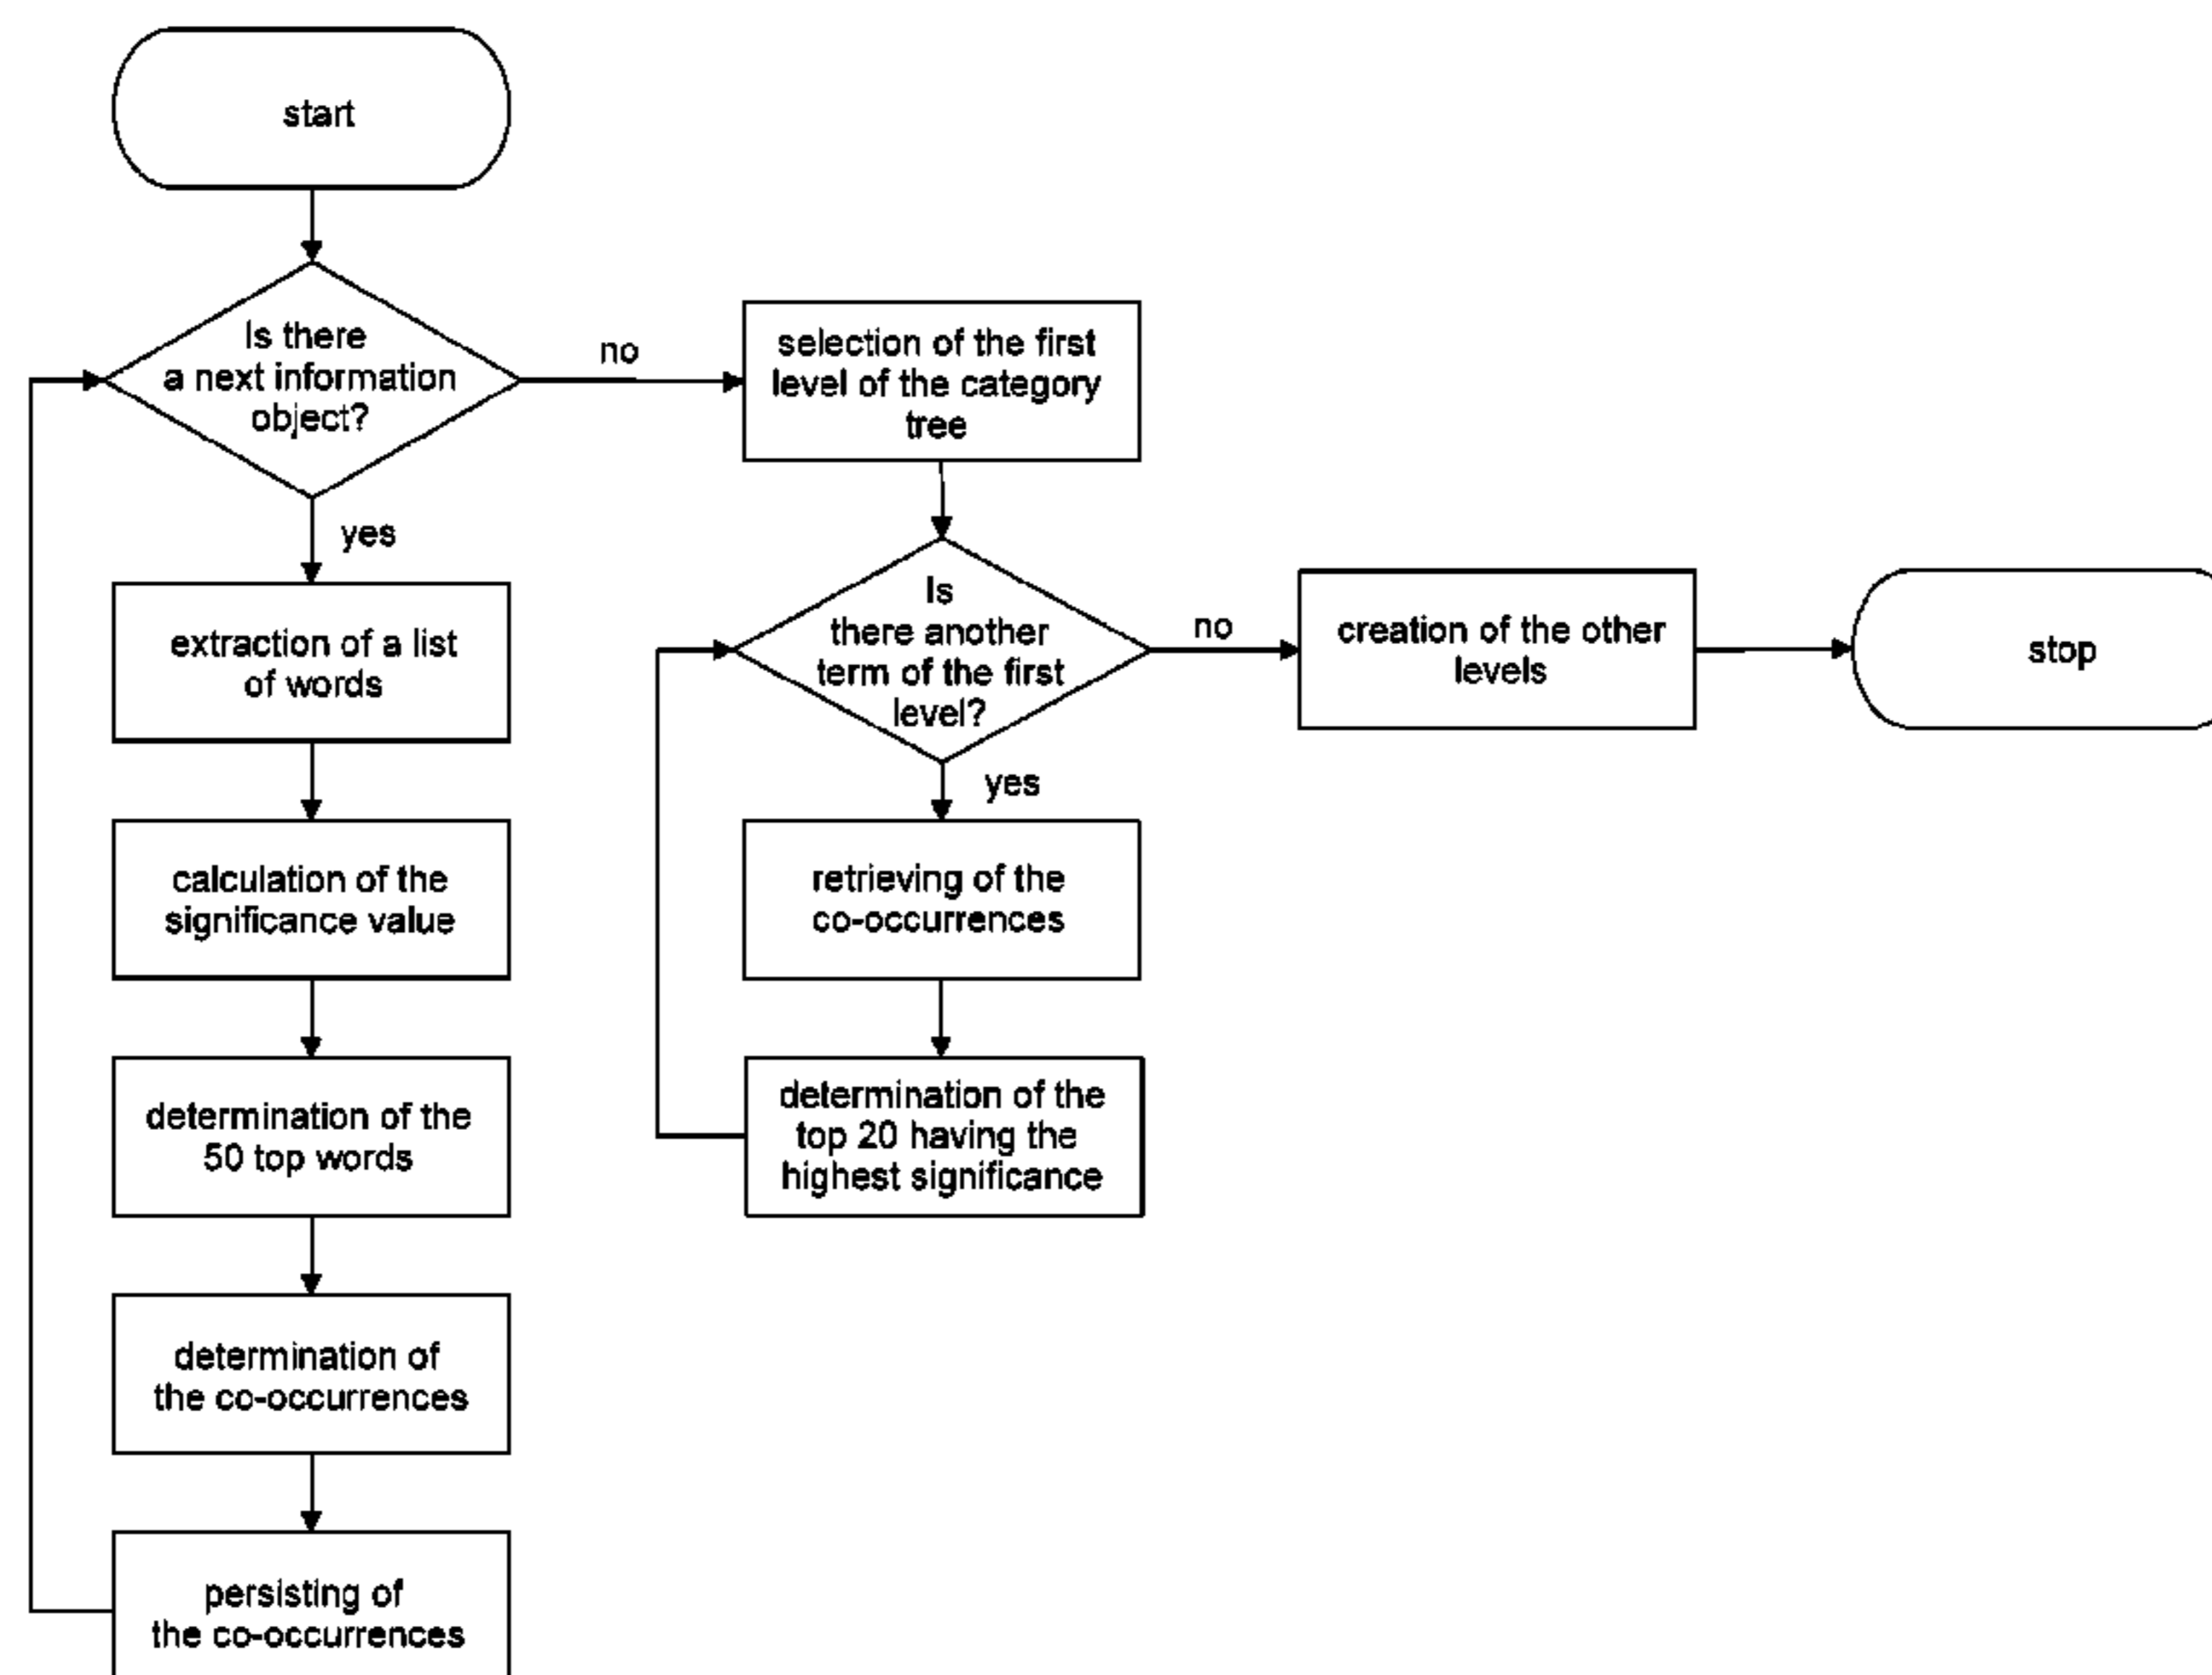 start
Is there
a next information
object?
no
yes
extraction of a list
of words
calculation of the
significance value
determination of the
50 top words
determination of
the co-occurrences
persisting of
the co-occurrences
selection of the first
level of the category
tree
Is
there another
term of the first
level?
no
yes
retrieving of the
co-occurrences
determination of the
top 20 having the
highest significance
creation of the other
levels
stop